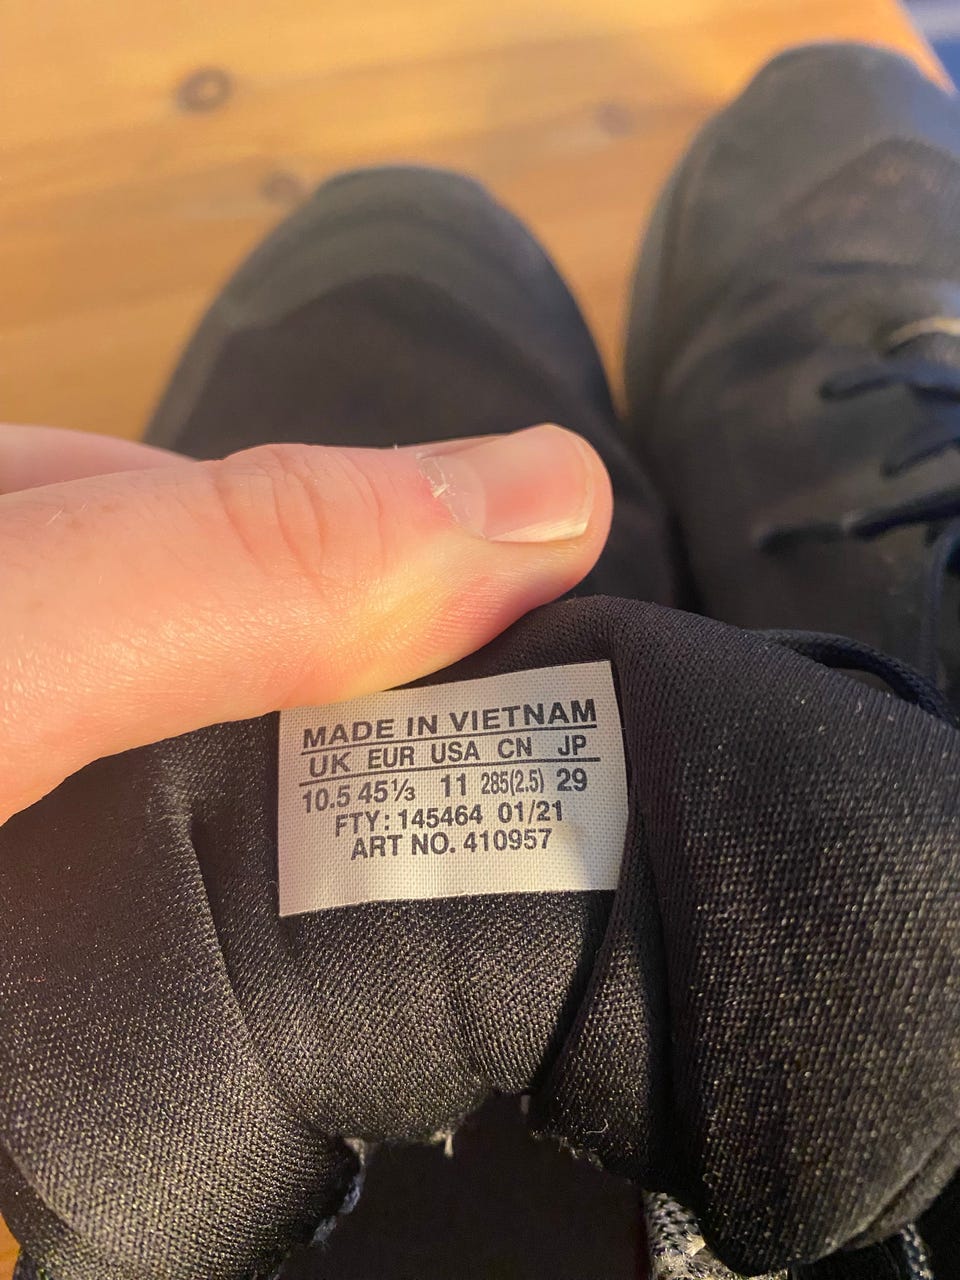 MADE IN VIETNAM
UK EUR USA CN JP
10.5 45⅓ 11 285(2.5) 29
FTY: 145464 01/21
ART NO. 410957